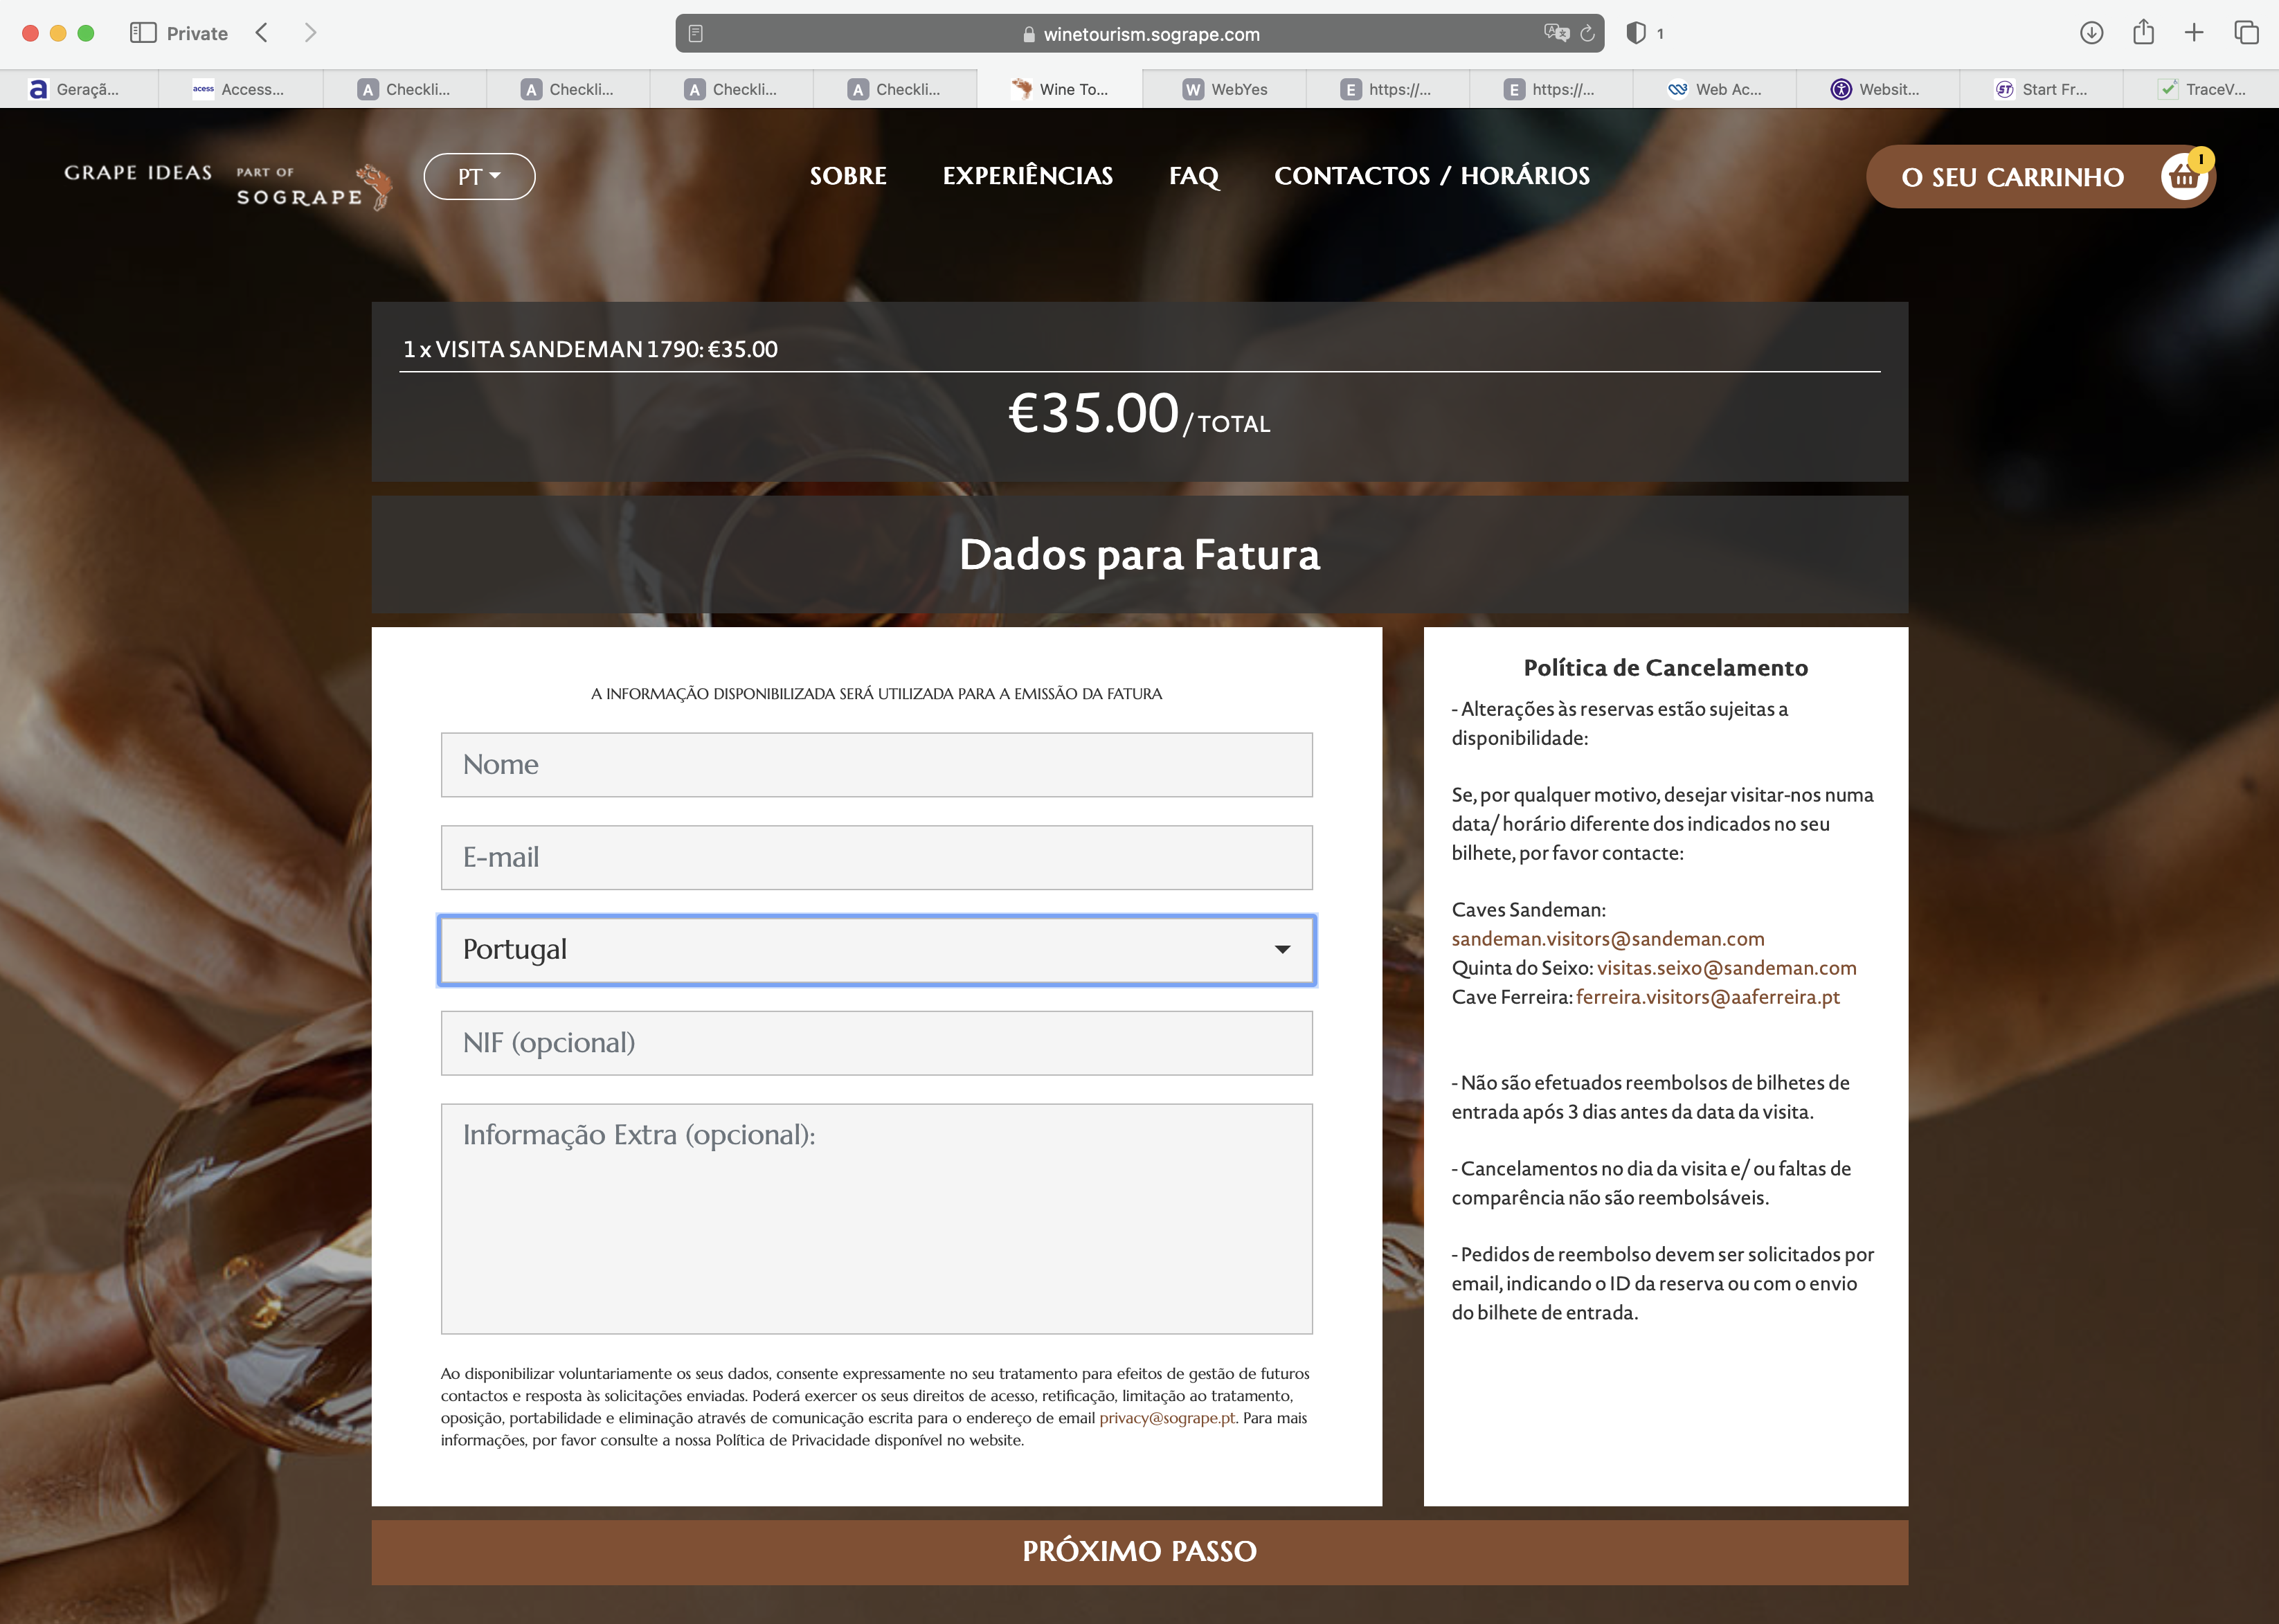 Private
winetourism.sogrape.com
1
Geraçã...
acess Access...
A Checkli...
A Checkli...
A Checkli...
A Checkli...
Wine To...
W WebYes
E https://...
E https://...
Web Ac...
Websit...
ST Start Fr...
TraceV...
GRAPE IDEAS
PART OF
SOGRAPE
PT
SOBRE
EXPERIÊNCIAS
FAQ
CONTACTOS / HORÁRIOS
O SEU CARRINHO
1
1 x VISITA SANDEMAN 1790: €35.00
€35.00/TOTAL
Dados para Fatura
A INFORMAÇÃO DISPONIBILIZADA SERÁ UTILIZADA PARA A EMISSÃO DA FATURA
Nome
E-mail
Portugal
NIF (opcional)
Informação Extra (opcional):
Ao disponibilizar voluntariamente os seus dados, consente expressamente no seu tratamento para efeitos de gestão de futuros
contactos e resposta às solicitações enviadas. Poderá exercer os seus direitos de acesso, retificação, limitação ao tratamento,
oposição, portabilidade e eliminação através de comunicação escrita para o endereço de email privacy@sogrape.pt. Para mais
informações, por favor consulte a nossa Política de Privacidade disponível no website.
Política de Cancelamento
- Alterações às reservas estão sujeitas a
disponibilidade:
Se, por qualquer motivo, desejar visitar-nos numa
data/ horário diferente dos indicados no seu
bilhete, por favor contacte:
Caves Sandeman:
sandeman.visitors@sandeman.com
Quinta do Seixo: visitas.seixo@sandeman.com
Cave Ferreira: ferreira.visitors@aaferreira.pt
- Não são efetuados reembolsos de bilhetes de
entrada após 3 dias antes da data da visita.
- Cancelamentos no dia da visita e/ ou faltas de
comparência não são reembolsáveis.
- Pedidos de reembolso devem ser solicitados por
email, indicando o ID da reserva ou com o envio
do bilhete de entrada.
PRÓXIMO PASSO